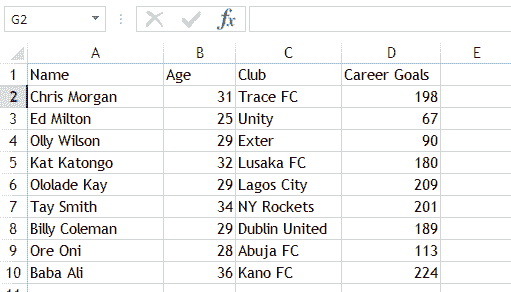 G2 fx
A B C D E
1 Name Age Club Career Goals
2 Chris Morgan 31 Trace FC 198
3 Ed Milton 25 Unity 67
4 Olly Wilson 29 Exter 90
5 Kat Katongo 32 Lusaka FC 180
6 Ololade Kay 29 Lagos City 209
7 Tay Smith 34 NY Rockets 201
8 Billy Coleman 29 Dublin United 189
9 Ore Oni 28 Abuja FC 113
10 Baba Ali 36 Kano FC 224